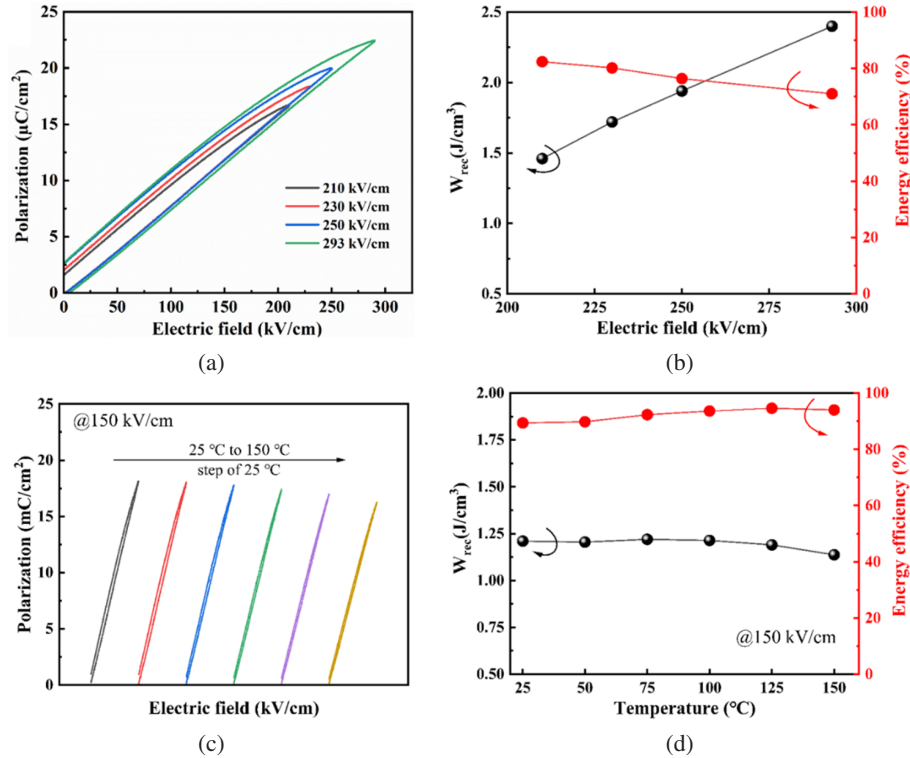 25
20
15
10
5
0
0 50 100 150 200 250 300
Polarization (μC/cm²)
210 kV/cm
230 kV/cm
250 kV/cm
293 kV/cm
Electric field (kV/cm)
(a)
2.5
2.0
1.5
1.0
0.5
100
80
60
40
20
0
200 225 250 275 300
W_rec(J/cm³)
Energy efficiency (%)
Electric field (kV/cm)
(b)
25
20
15
10
5
0
Polarization (mC/cm²)
@150 kV/cm
25 ℃ to 150 ℃
step of 25 ℃
Electric field (kV/cm)
(c)
2.00
1.75
1.50
1.25
1.00
0.75
0.50
100
80
60
40
20
0
25 50 75 100 125 150
W_rec(J/cm³)
Energy efficiency (%)
@150 kV/cm
Temperature (℃)
(d)